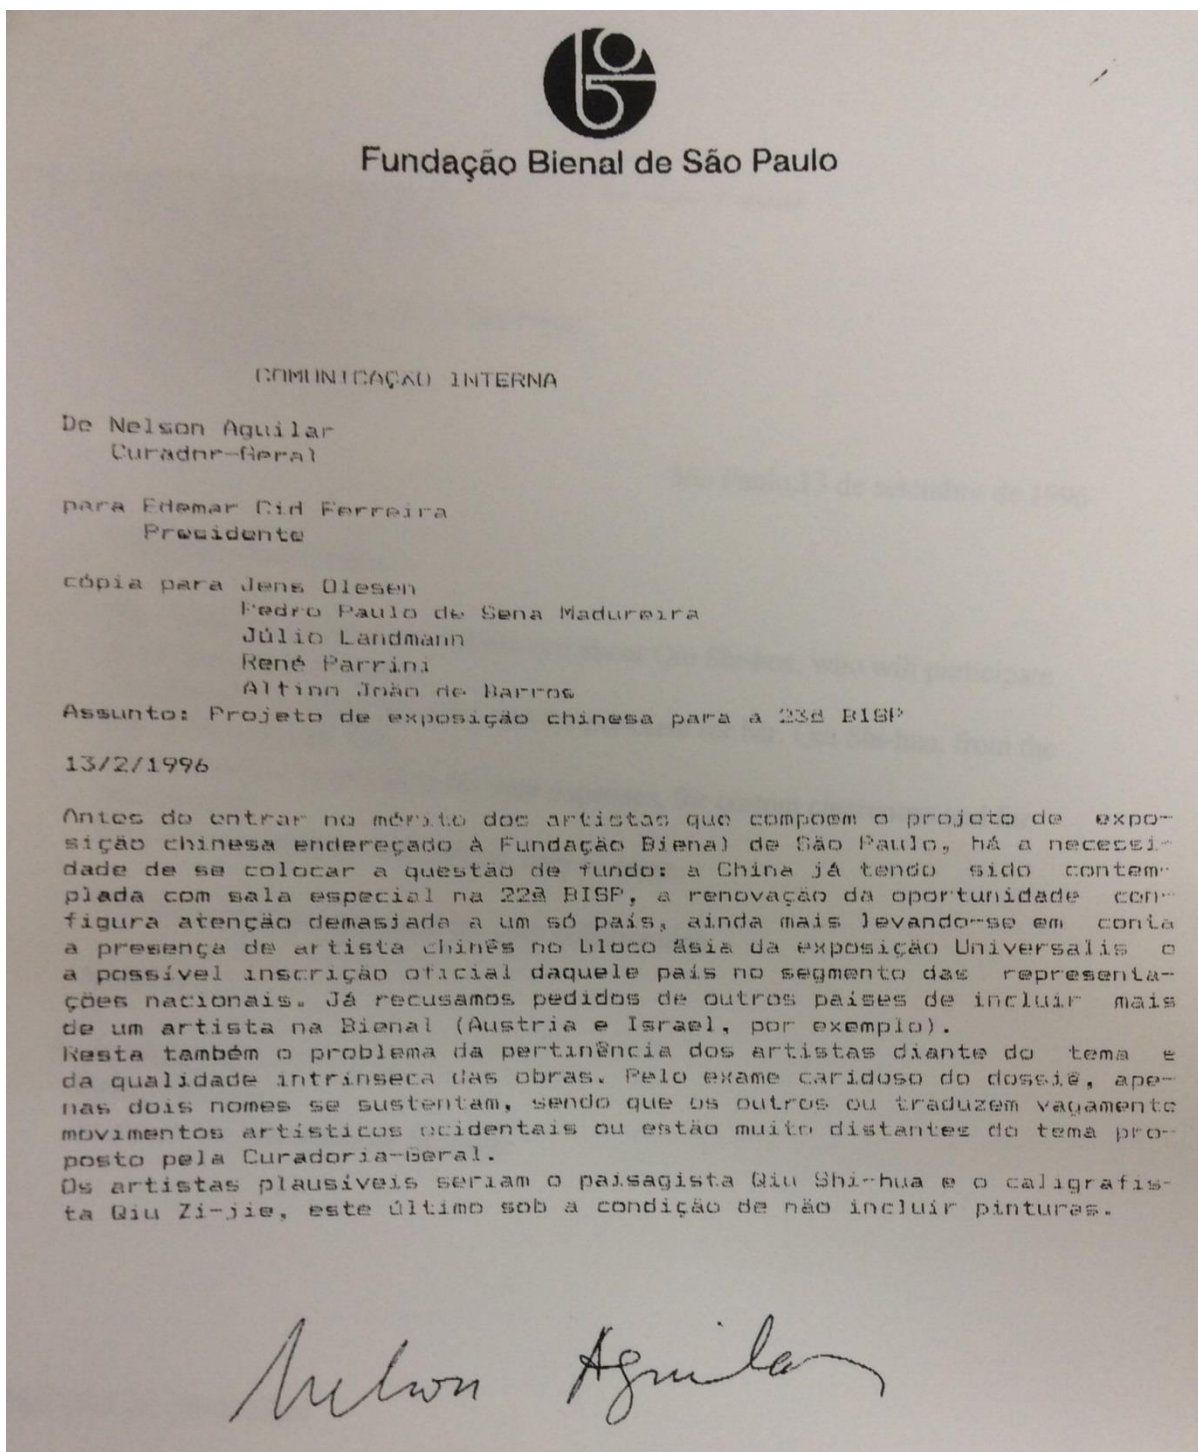 Fundação Bienal de São Paulo
COMUNICAÇÃO INTERNA
De Nelson Aguilar
Curador-Geral
São Paulo, 13 de setembro de 1996
para Edemar Cid Ferreira
Presidente
cópia para Jens Olesen
Pedro Paulo de Sena Madureira
Júlio Landmann
René Parrini
Altino João de Barros
Assunto: Projeto de exposição chinesa para a 23ª BISP
13/2/1996
Antes de entrar no mérito dos artistas que compoem o projeto de expo-
sição chinesa endereçado à Fundação Bienal de São Paulo, há a necessi-
dade de se colocar a questão de fundo: a China já tendo sido contem-
plada com sala especial na 22ª BISP, a renovação da oportunidade con-
figura atenção demasiada a um só país, ainda mais levando-se em conta
a presença de artista chinês no bloco Ásia da exposição Universalis e
a possível inscrição oficial daquele país no segmento das representa-
ções nacionais. Já recusamos pedidos de outros países de incluir mais
de um artista na Bienal (Austria e Israel, por exemplo).
Resta também o problema da pertinência dos artistas diante do tema e
da qualidade intrínseca das obras. Pelo exame caridoso do dossiê, ape-
nas dois nomes se sustentam, sendo que os outros ou traduzem vagamente
movimentos artísticos ocidentais ou estão muito distantes do tema pro-
posto pela Curadoria-Geral.
Os artistas plausíveis seriam o paisagista Qiu Shi-hua e o caligrafis-
ta Qiu Zi-jie, este último sob a condição de não incluir pinturas.
Nelson Aguilar